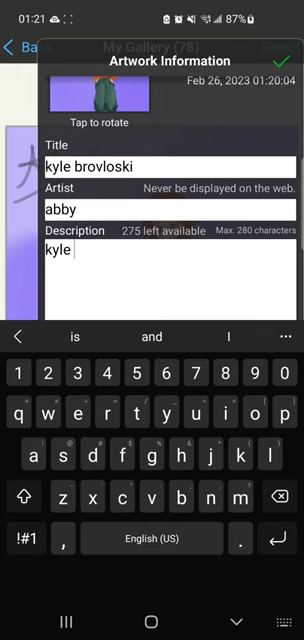 01:21 87%
Back My Gallery (78) Select
Artwork Information
Feb 26, 2023 01:20:04
Tap to rotate
Title
kyle brovloski
Artist Never be displayed on the web.
abby
Description 275 left available Max. 280 characters
kyle
is and I
1 2 3 4 5 6 7 8 9 0
q w e r t y u i o p
a s d f g h j k l
z x c v b n m
!#1 , English (US) .